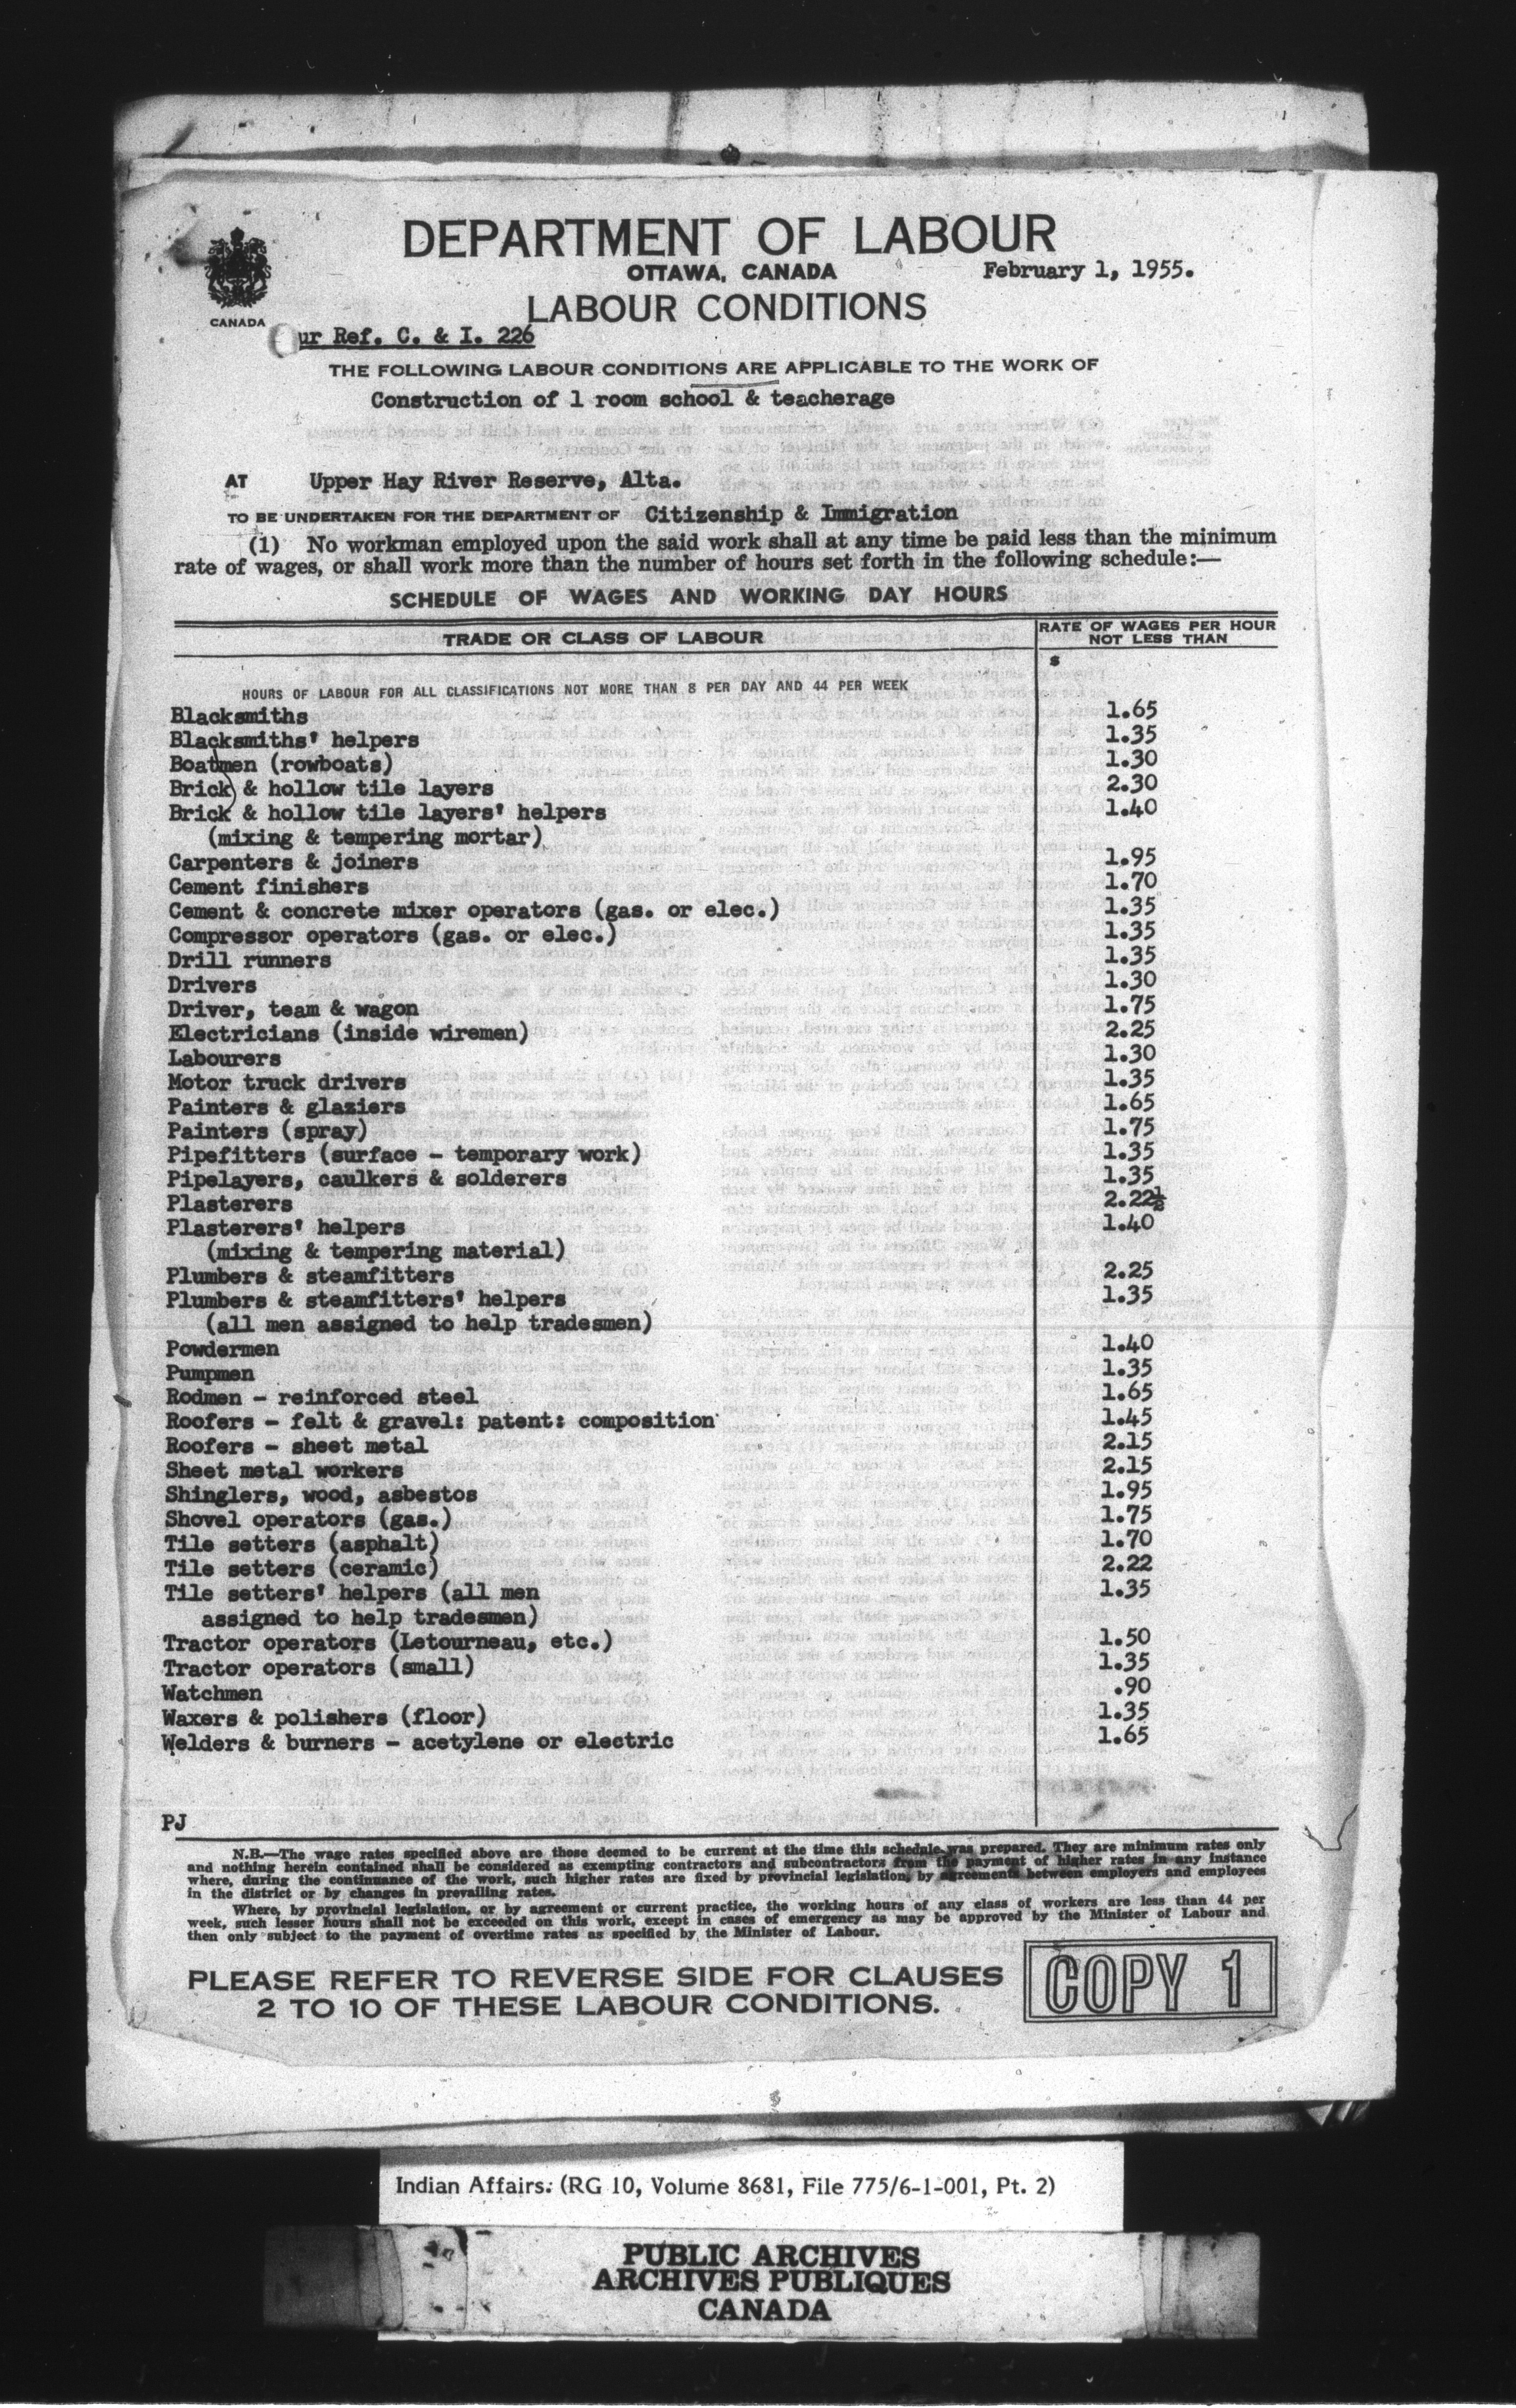 DEPARTMENT OF LABOUR
OTTAWA, CANADA February 1, 1955.
LABOUR CONDITIONS
CANADA
ur Ref. C. & I. 226
THE FOLLOWING LABOUR CONDITIONS ARE APPLICABLE TO THE WORK OF
Construction of 1 room school & teacherage
AT Upper Hay River Reserve, Alta.
TO BE UNDERTAKEN FOR THE DEPARTMENT OF Citizenship & Immigration
(1) No workman employed upon the said work shall at any time be paid less than the minimum
rate of wages, or shall work more than the number of hours set forth in the following schedule:—
SCHEDULE OF WAGES AND WORKING DAY HOURS
TRADE OR CLASS OF LABOUR RATE OF WAGES PER HOUR
NOT LESS THAN
$
HOURS OF LABOUR FOR ALL CLASSIFICATIONS NOT MORE THAN 8 PER DAY AND 44 PER WEEK
Blacksmiths 1.65
Blacksmiths' helpers 1.35
Boatmen (rowboats) 1.30
Brick & hollow tile layers 2.30
Brick & hollow tile layers' helpers 1.40
(mixing & tempering mortar)
Carpenters & joiners 1.95
Cement finishers 1.70
Cement & concrete mixer operators (gas. or elec.) 1.35
Compressor operators (gas. or elec.) 1.35
Drill runners 1.35
Drivers 1.30
Driver, team & wagon 1.75
Electricians (inside wiremen) 2.25
Labourers 1.30
Motor truck drivers 1.35
Painters & glaziers 1.65
Painters (spray) 1.75
Pipefitters (surface - temporary work) 1.35
Pipelayers, caulkers & solderers 1.35
Plasterers 2.22½
Plasterers' helpers 1.40
(mixing & tempering material)
Plumbers & steamfitters 2.25
Plumbers & steamfitters' helpers 1.35
(all men assigned to help tradesmen)
Powdermen 1.40
Pumpmen 1.35
Rodmen - reinforced steel 1.65
Roofers - felt & gravel: patent: composition 1.45
Roofers - sheet metal 2.15
Sheet metal workers 2.15
Shinglers, wood, asbestos 1.95
Shovel operators (gas.) 1.75
Tile setters (asphalt) 1.70
Tile setters (ceramic) 2.22
Tile setters' helpers (all men 1.35
assigned to help tradesmen)
Tractor operators (Letourneau, etc.) 1.50
Tractor operators (small) 1.35
Watchmen .90
Waxers & polishers (floor) 1.35
Welders & burners - acetylene or electric 1.65
PJ
N.B.—The wage rates specified above are those deemed to be current at the time this schedule was prepared. They are minimum rates only
and nothing herein contained shall be considered as exempting contractors and subcontractors from the payment of higher rates in any instance
where, during the continuance of the work, such higher rates are fixed by provincial legislation, by agreements between employers and employees
in the district or by changes in prevailing rates.
Where, by provincial legislation, or by agreement or current practice, the working hours of any class of workers are less than 44 per
week, such lesser hours shall not be exceeded on this work, except in cases of emergency as may be approved by the Minister of Labour and
then only subject to the payment of overtime rates as specified by the Minister of Labour.
PLEASE REFER TO REVERSE SIDE FOR CLAUSES
2 TO 10 OF THESE LABOUR CONDITIONS.
COPY 1
Indian Affairs. (RG 10, Volume 8681, File 775/6-1-001, Pt. 2)
PUBLIC ARCHIVES
ARCHIVES PUBLIQUES
CANADA